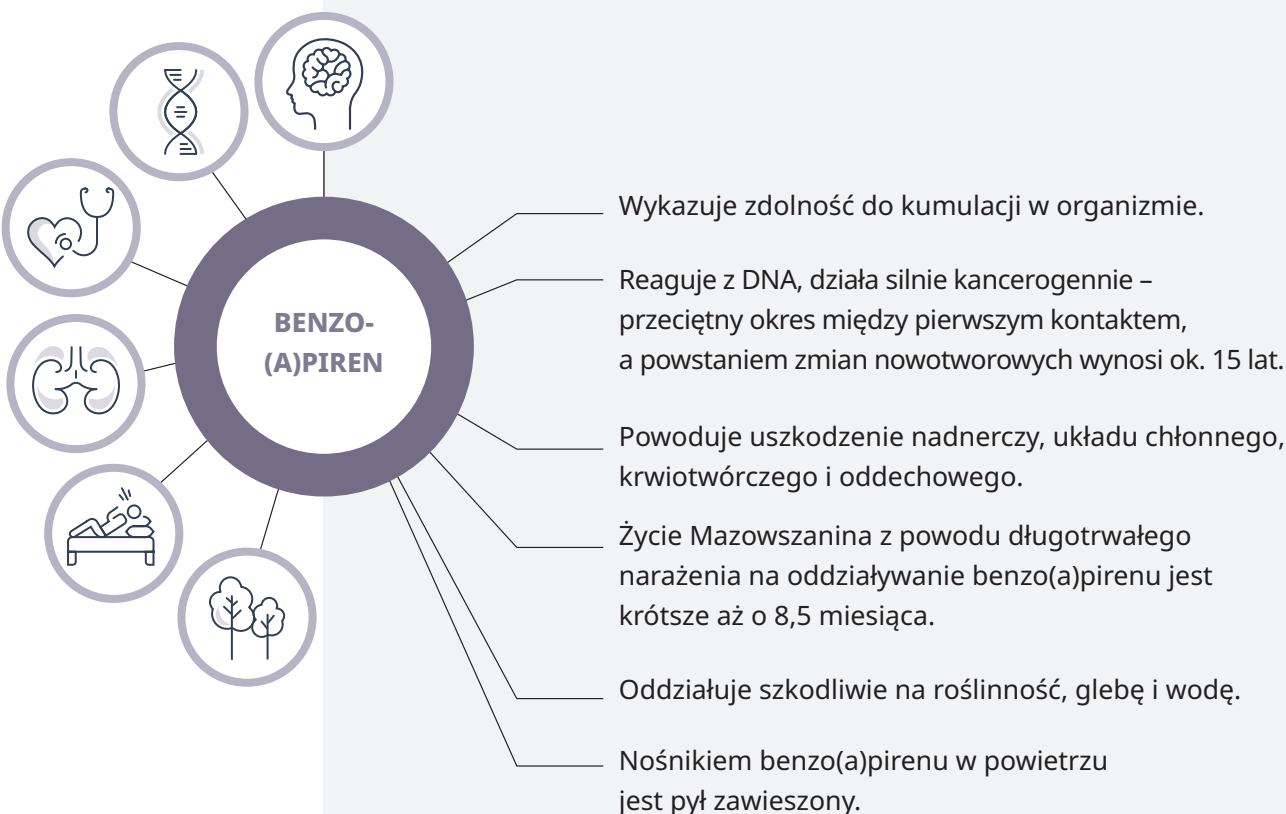 BENZO-
(A)PIREN
Wykazuje zdolność do kumulacji w organizmie.
Reaguje z DNA, działa silnie kancerogennie –
przeciętny okres między pierwszym kontaktem,
a powstaniem zmian nowotworowych wynosi ok. 15 lat.
Powoduje uszkodzenie nadnerczy, układu chłonnego,
krwiotwórczego i oddechowego.
Życie Mazowszanina z powodu długotrwałego
narażenia na oddziaływanie benzo(a)pirenu jest
krótsze aż o 8,5 miesiąca.
Oddziałuje szkodliwie na roślinność, glebę i wodę.
Nośnikiem benzo(a)pirenu w powietrzu
jest pył zawieszony.